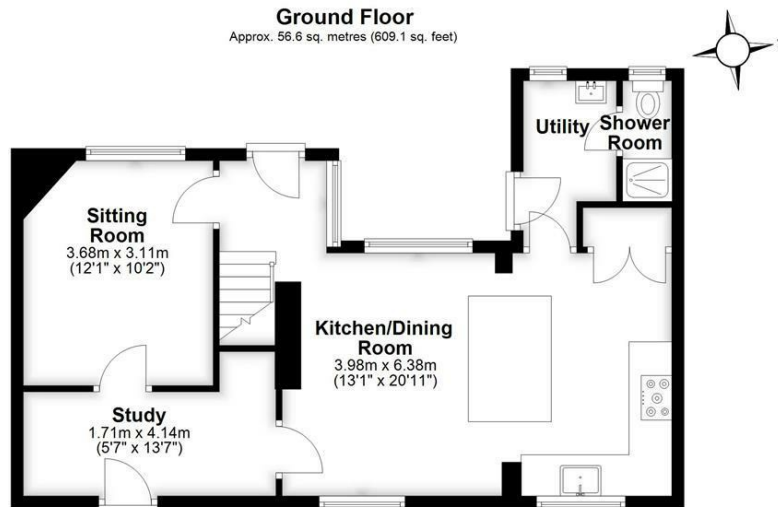 Ground Floor
Approx. 56.6 sq. metres (609.1 sq. feet)
Utility
Shower
Room
Sitting
Room
3.68m x 3.11m
(12'1" x 10'2")
Kitchen/Dining
Room
3.98m x 6.38m
(13'1" x 20'11")
Study
1.71m x 4.14m
(5'7" x 13'7")